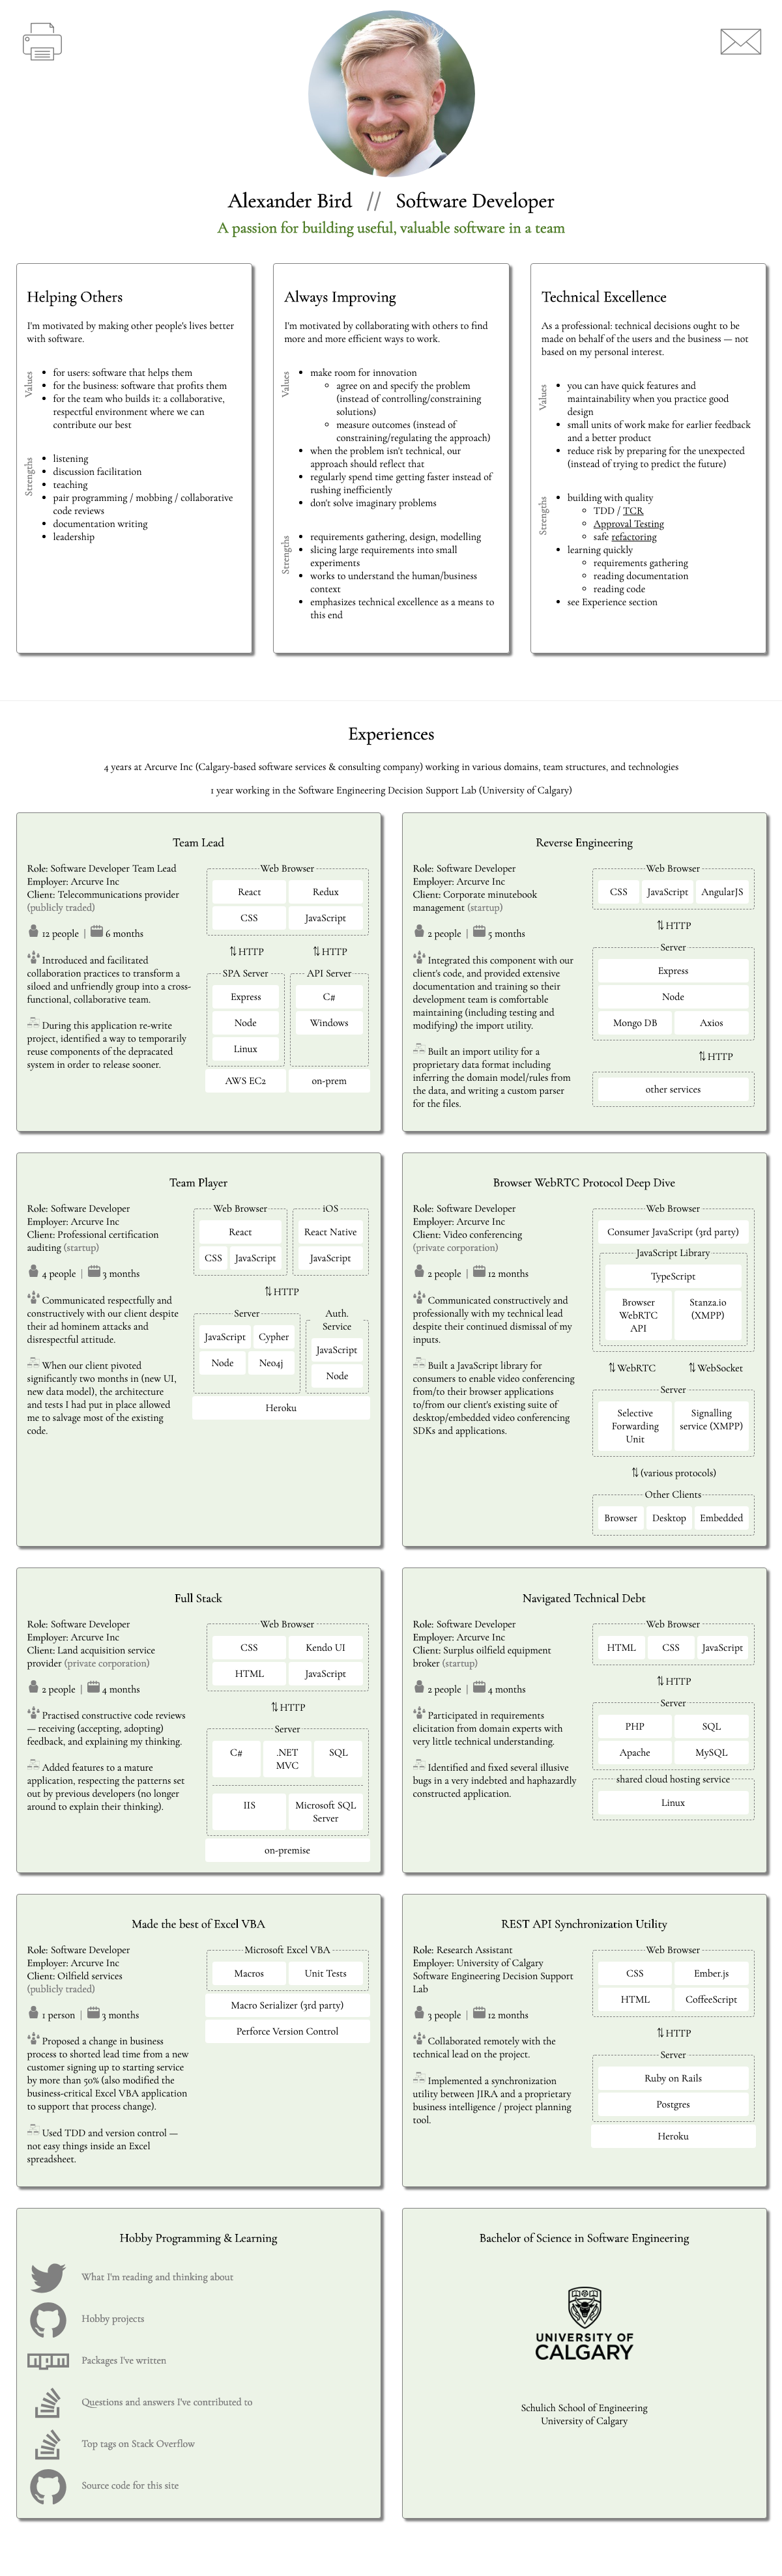 Alexander Bird // Software Developer
A passion for building useful, valuable software in a team
Helping Others
I'm motivated by making other people's lives better
with software.
Values
for users: software that helps them
for the business: software that profits them
for the team who builds it: a collaborative,
respectful environment where we can
contribute our best
Strengths
listening
discussion facilitation
teaching
pair programming / mobbing / collaborative
code reviews
documentation writing
leadership
Always Improving
I'm motivated by collaborating with others to find
more and more efficient ways to work.
Values
make room for innovation
agree on and specify the problem
(instead of controlling/constraining
solutions)
measure outcomes (instead of
constraining/regulating the approach)
when the problem isn't technical, our
approach should reflect that
regularly spend time getting faster instead of
rushing inefficiently
don't solve imaginary problems
Strengths
requirements gathering, design, modelling
slicing large requirements into small
experiments
works to understand the human/business
context
emphasizes technical excellence as a means to
this end
Technical Excellence
As a professional: technical decisions ought to be
made on behalf of the users and the business — not
based on my personal interest.
Values
you can have quick features and
maintainability when you practice good
design
small units of work make for earlier feedback
and a better product
reduce risk by preparing for the unexpected
(instead of trying to predict the future)
Strengths
building with quality
TDD / TCR
Approval Testing
safe refactoring
learning quickly
requirements gathering
reading documentation
reading code
see Experience section
Experiences
4 years at Arcurve Inc (Calgary-based software services & consulting company) working in various domains, team structures, and technologies
1 year working in the Software Engineering Decision Support Lab (University of Calgary)
Team Lead
Role: Software Developer Team Lead
Employer: Arcurve Inc
Client: Telecommunications provider
(publicly traded)
12 people | 6 months
Introduced and facilitated
collaboration practices to transform a
siloed and unfriendly group into a cross-
functional, collaborative team.
During this application re-write
project, identified a way to temporarily
reuse components of the depracated
system in order to release sooner.
Web Browser
React Redux
CSS JavaScript
⇅ HTTP ⇅ HTTP
SPA Server API Server
Express C#
Node Windows
Linux
AWS EC2 on-prem
Reverse Engineering
Role: Software Developer
Employer: Arcurve Inc
Client: Corporate minutebook
management (startup)
2 people | 5 months
Integrated this component with our
client's code, and provided extensive
documentation and training so their
development team is comfortable
maintaining (including testing and
modifying) the import utility.
Built an import utility for a
proprietary data format including
inferring the domain model/rules from
the data, and writing a custom parser
for the files.
Web Browser
CSS JavaScript AngularJS
⇅ HTTP
Server
Express
Node
Mongo DB Axios
⇅ HTTP
other services
Team Player
Role: Software Developer
Employer: Arcurve Inc
Client: Professional certification
auditing (startup)
4 people | 3 months
Communicated respectfully and
constructively with our client despite
their ad hominem attacks and
disrespectful attitude.
When our client pivoted
significantly two months in (new UI,
new data model), the architecture
and tests I had put in place allowed
me to salvage most of the existing
code.
Web Browser iOS
React React Native
CSS JavaScript JavaScript
⇅ HTTP
Server Auth.
Service
JavaScript Cypher JavaScript
Node Neo4j Node
Heroku
Browser WebRTC Protocol Deep Dive
Role: Software Developer
Employer: Arcurve Inc
Client: Video conferencing
(private corporation)
2 people | 12 months
Communicated constructively and
professionally with my technical lead
despite their continued dismissal of my
inputs.
Built a JavaScript library for
consumers to enable video conferencing
from/to their browser applications
to/from our client's existing suite of
desktop/embedded video conferencing
SDKs and applications.
Web Browser
Consumer JavaScript (3rd party)
JavaScript Library
TypeScript
Browser Stanza.io
WebRTC (XMPP)
API
⇅ WebRTC ⇅ WebSocket
Server
Selective Signalling
Forwarding service (XMPP)
Unit
⇅ (various protocols)
Other Clients
Browser Desktop Embedded
Full Stack
Role: Software Developer
Employer: Arcurve Inc
Client: Land acquisition service
provider (private corporation)
2 people | 4 months
Practised constructive code reviews
— receiving (accepting, adopting)
feedback, and explaining my thinking.
Added features to a mature
application, respecting the patterns set
out by previous developers (no longer
around to explain their thinking).
Web Browser
CSS Kendo UI
HTML JavaScript
⇅ HTTP
Server
C# .NET SQL
MVC
IIS Microsoft SQL
Server
on-premise
Navigated Technical Debt
Role: Software Developer
Employer: Arcurve Inc
Client: Surplus oilfield equipment
broker (startup)
2 people | 4 months
Participated in requirements
elicitation from domain experts with
very little technical understanding.
Identified and fixed several illusive
bugs in a very indebted and haphazardly
constructed application.
Web Browser
HTML CSS JavaScript
⇅ HTTP
Server
PHP SQL
Apache MySQL
shared cloud hosting service
Linux
Made the best of Excel VBA
Role: Software Developer
Employer: Arcurve Inc
Client: Oilfield services
(publicly traded)
1 person | 3 months
Proposed a change in business
process to shorted lead time from a new
customer signing up to starting service
by more than 50% (also modified the
business-critical Excel VBA application
to support that process change).
Used TDD and version control —
not easy things inside an Excel
spreadsheet.
Microsoft Excel VBA
Macros Unit Tests
Macro Serializer (3rd party)
Perforce Version Control
REST API Synchronization Utility
Role: Research Assistant
Employer: University of Calgary
Software Engineering Decision Support
Lab
3 people | 12 months
Collaborated remotely with the
technical lead on the project.
Implemented a synchronization
utility between JIRA and a proprietary
business intelligence / project planning
tool.
Web Browser
CSS Ember.js
HTML CoffeeScript
⇅ HTTP
Server
Ruby on Rails
Postgres
Heroku
Hobby Programming & Learning
What I'm reading and thinking about
Hobby projects
npm Packages I've written
Questions and answers I've contributed to
Top tags on Stack Overflow
Source code for this site
Bachelor of Science in Software Engineering
UNIVERSITY OF
CALGARY
Schulich School of Engineering
University of Calgary